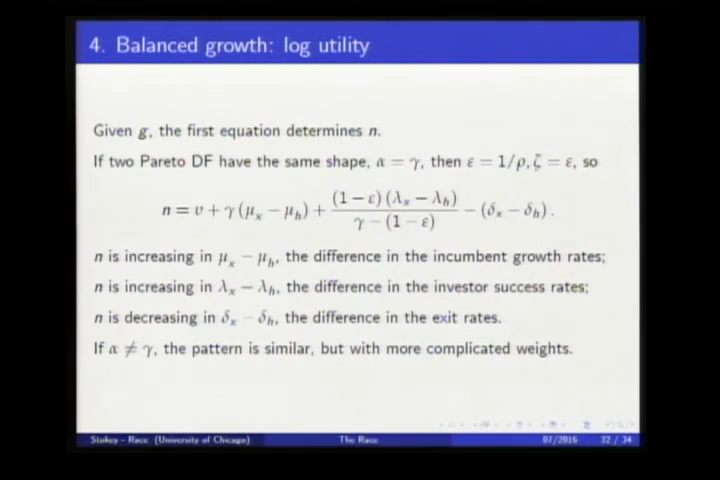 4. Balanced growth: log utility
Given g, the first equation determines n.
If two Pareto DF have the same shape, α = γ, then ε = 1/ρ, ζ = ε, so
n = υ + γ (μₓ − μₕ) + (1 − ε) (λₓ − λₕ) / γ − (1 − ε) − (δₓ − δₕ) .
n is increasing in μₓ − μₕ, the difference in the incumbent growth rates;
n is increasing in λₓ − λₕ, the difference in the investor success rates;
n is decreasing in δₓ − δₕ, the difference in the exit rates.
If α ≠ γ, the pattern is similar, but with more complicated weights.
Stokey - Race (University of Chicago) The Race 07/2016 32 / 34